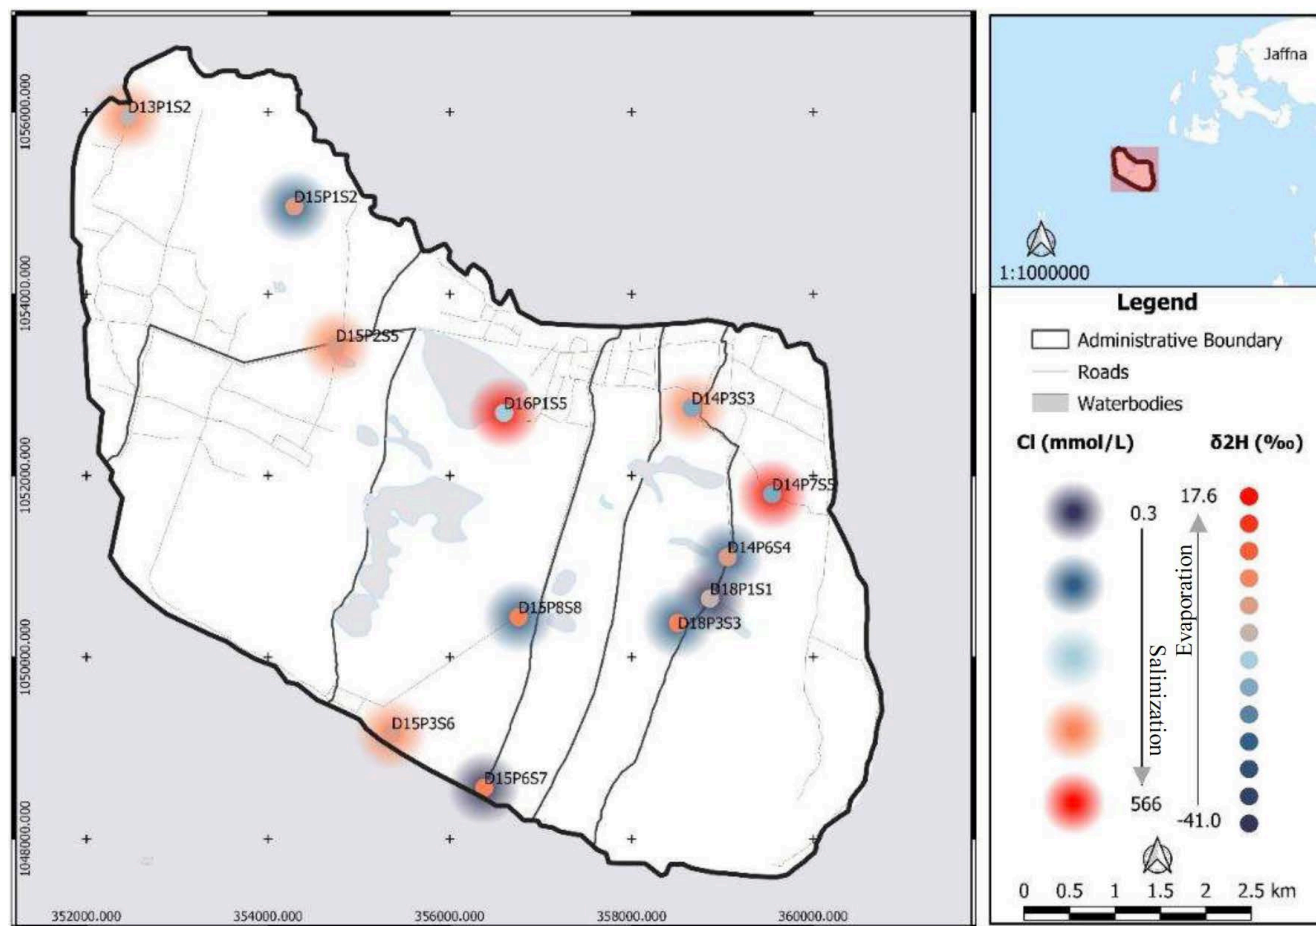 D13P1S2
D15P1S2
D15P2S5
D16P1S5
D14P3S3
D14P7S5
D14P6S4
D18P1S1
D15P8S8
D18P3S3
D15P3S6
D15P6S7
1056000.000
1054000.000
1052000.000
1050000.000
1048000.000
352000.000
354000.000
356000.000
358000.000
360000.000
Jaffna
1:1000000
Legend
Administrative Boundary
Roads
Waterbodies
Cl (mmol/L)
δ2H (‰)
0.3
17.6
Salinization
Evaporation
566
-41.0
0 0.5 1 1.5 2 2.5 km